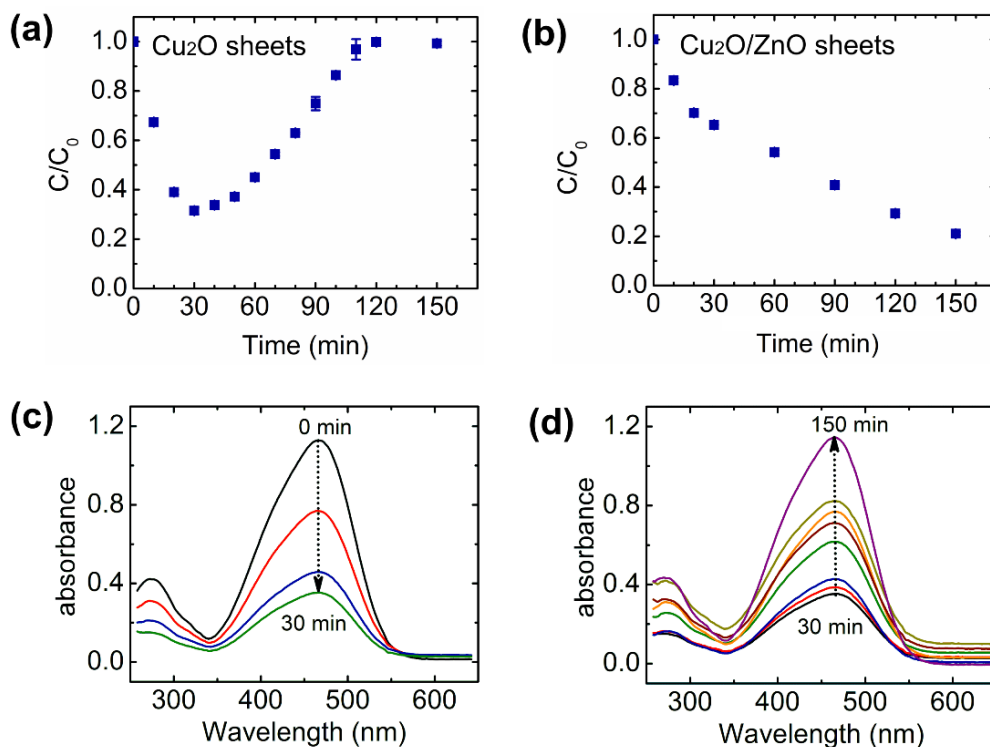 (a)
Cu₂O sheets
C/C₀
1.0
0.8
0.6
0.4
0.2
0.0
0 30 60 90 120 150
Time (min)
(b)
Cu₂O/ZnO sheets
C/C₀
1.0
0.8
0.6
0.4
0.2
0.0
0 30 60 90 120 150
Time (min)
(c)
absorbance
1.2
0.8
0.4
0.0
0 min
30 min
300 400 500 600
Wavelength (nm)
(d)
absorbance
1.2
0.8
0.4
0.0
150 min
30 min
300 400 500 600
Wavelength (nm)